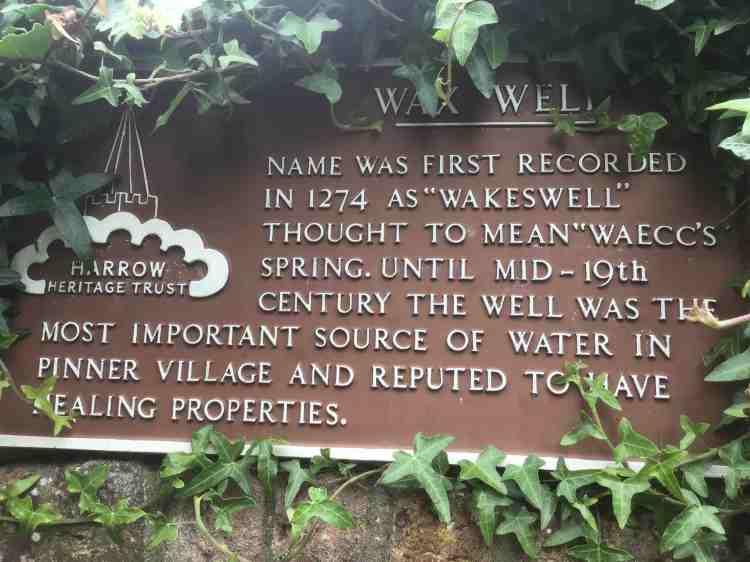 WAX WELL
NAME WAS FIRST RECORDED
IN 1274 AS "WAKESWELL"
THOUGHT TO MEAN "WAECC'S
SPRING. UNTIL MID-19th
CENTURY THE WELL WAS THE
MOST IMPORTANT SOURCE OF WATER IN
PINNER VILLAGE AND REPUTED TO HAVE
HEALING PROPERTIES.
HARROW
HERITAGE TRUST